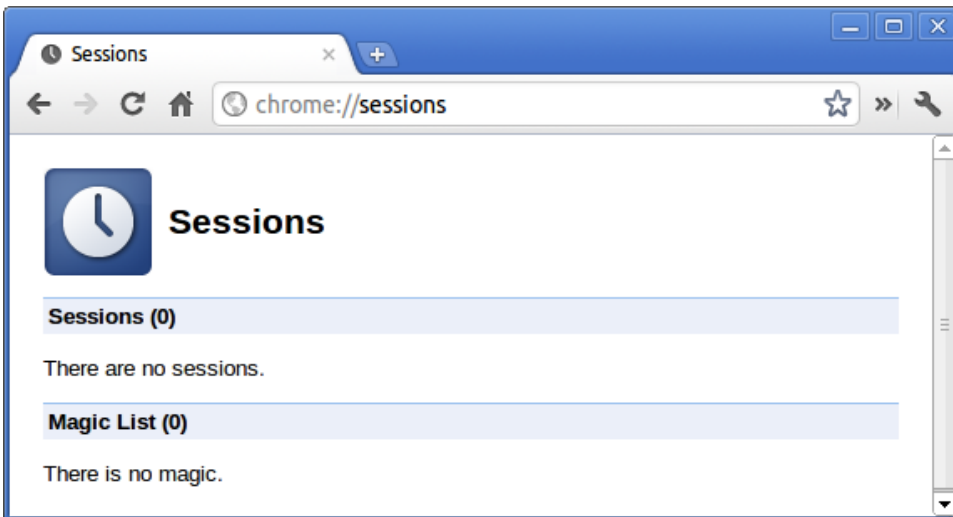 Sessions
chrome://sessions
Sessions
Sessions (0)
There are no sessions.
Magic List (0)
There is no magic.